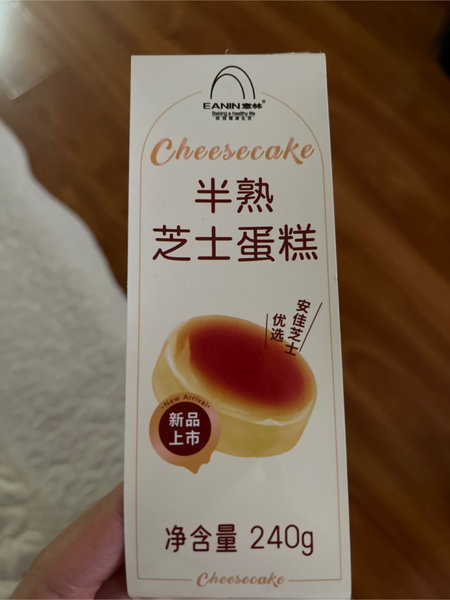 EANIN意林®
Baking a healthy life
Cheesecake
半熟
芝士蛋糕
安佳芝士
优选
New Arrival
新品
上市
净含量 240g
Cheesecake